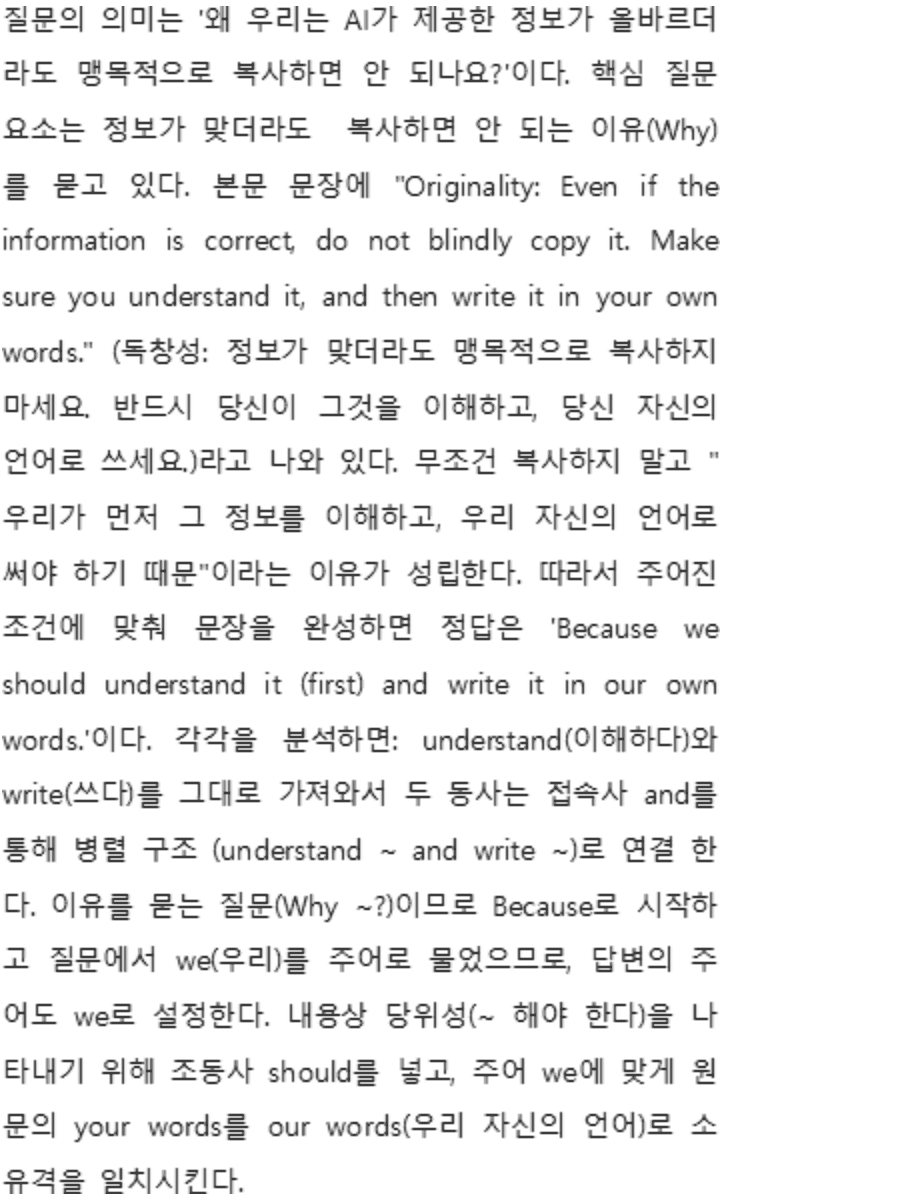 질문의 의미는 '왜 우리는 AI가 제공한 정보가 올바르더
라도 맹목적으로 복사하면 안 되나요?'이다. 핵심 질문
요소는 정보가 맞더라도 복사하면 안 되는 이유(Why)
를 묻고 있다. 본문 문장에 "Originality: Even if the
information is correct, do not blindly copy it. Make
sure you understand it, and then write it in your own
words." (독창성: 정보가 맞더라도 맹목적으로 복사하지
마세요. 반드시 당신이 그것을 이해하고, 당신 자신의
언어로 쓰세요.)라고 나와 있다. 무조건 복사하지 말고 "
우리가 먼저 그 정보를 이해하고, 우리 자신의 언어로
써야 하기 때문"이라는 이유가 성립한다. 따라서 주어진
조건에 맞춰 문장을 완성하면 정답은 'Because we
should understand it (first) and write it in our own
words.'이다. 각각을 분석하면: understand(이해하다)와
write(쓰다)를 그대로 가져와서 두 동사는 접속사 and를
통해 병렬 구조 (understand ~ and write ~)로 연결 한
다. 이유를 묻는 질문(Why ~?)이므로 Because로 시작하
고 질문에서 we(우리)를 주어로 물었으므로, 답변의 주
어도 we로 설정한다. 내용상 당위성(~ 해야 한다)을 나
타내기 위해 조동사 should를 넣고, 주어 we에 맞게 원
문의 your words를 our words(우리 자신의 언어)로 소
유격을 일치시킨다.